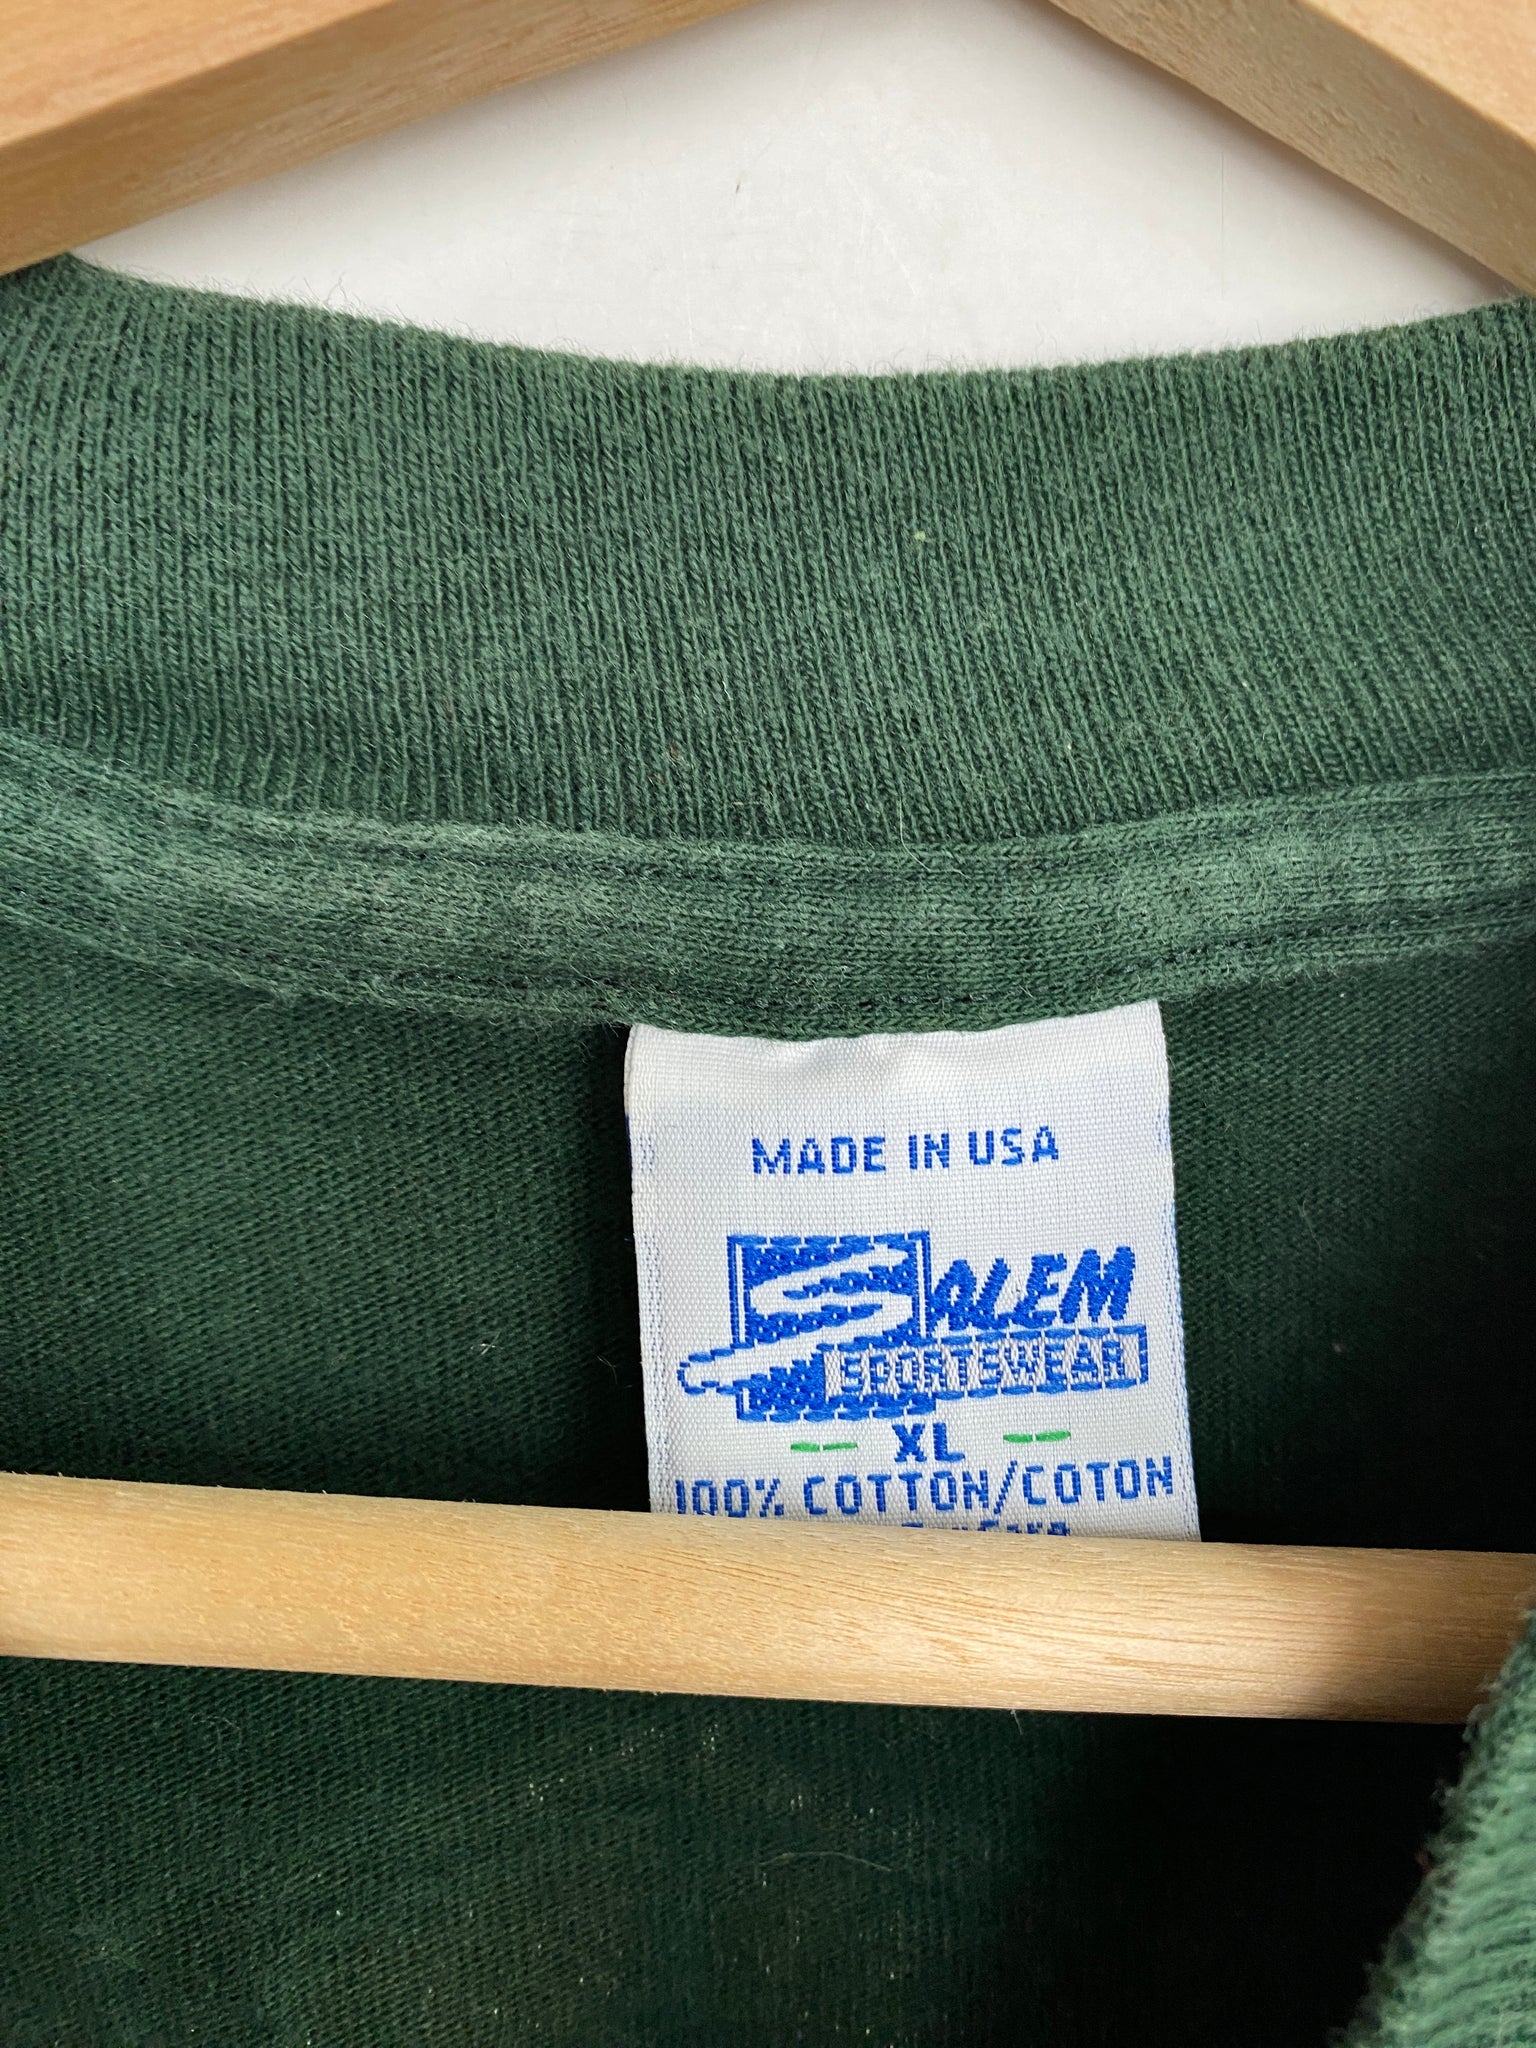 MADE IN USA
SALEM
SPORTSWEAR
XL
100% COTTON/COTON